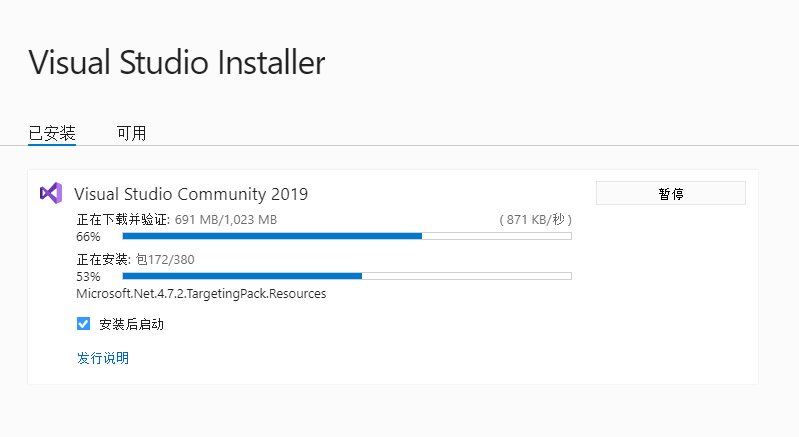 Visual Studio Installer
已安装 可用
Visual Studio Community 2019 暂停
正在下载并验证: 691 MB/1,023 MB ( 871 KB/秒 )
66%
正在安装: 包172/380
53%
Microsoft.Net.4.7.2.TargetingPack.Resources
安装后启动
发行说明